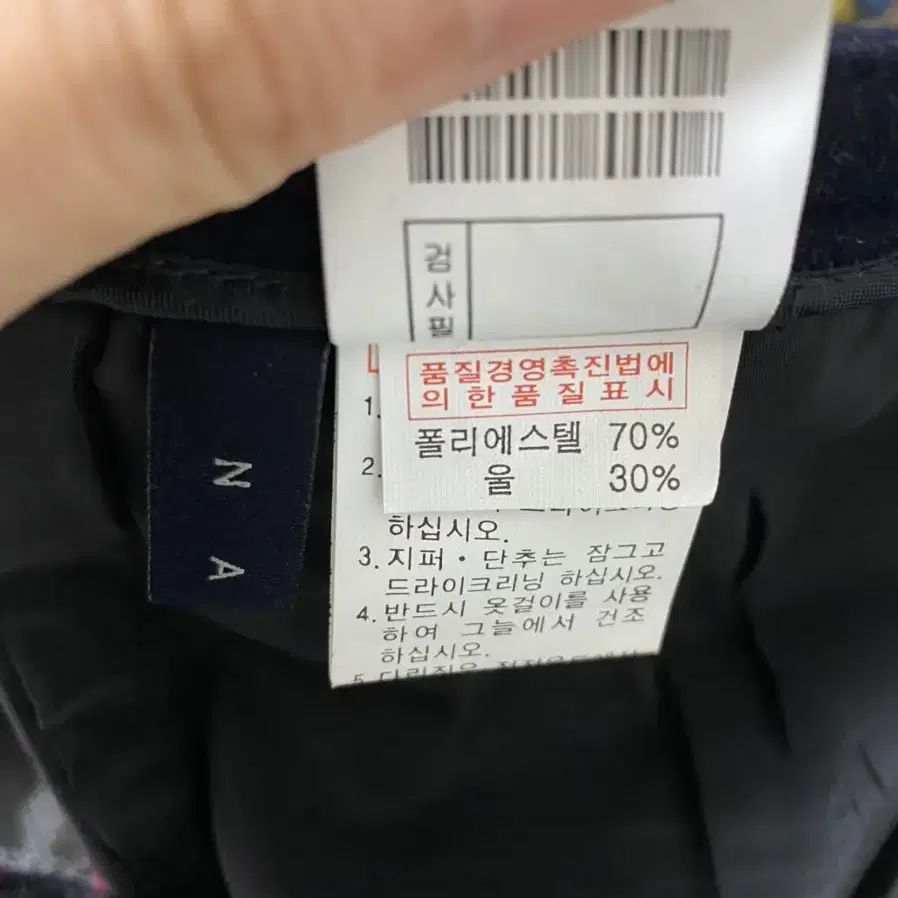 검
사
필
품질경영촉진법에
의한품질표시
폴리에스텔 70%
울 30%
1.
2.
하십시오.
3. 지퍼·단추는 잠그고
드라이크리닝 하십시오.
4. 반드시 옷걸이를 사용
하여 그늘에서 건조
하십시오.
5.
N A